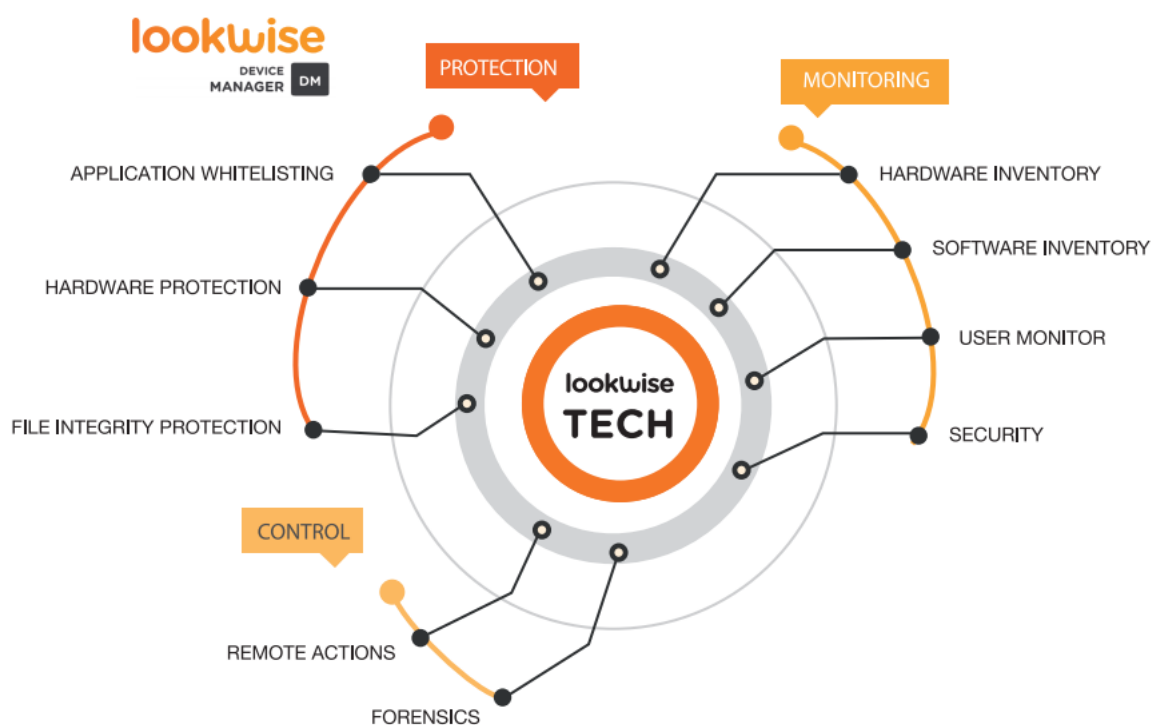 lookwise
DEVICE
MANAGER DM
PROTECTION
APPLICATION WHITELISTING
HARDWARE PROTECTION
FILE INTEGRITY PROTECTION
MONITORING
HARDWARE INVENTORY
SOFTWARE INVENTORY
USER MONITOR
SECURITY
lookwise
TECH
CONTROL
REMOTE ACTIONS
FORENSICS